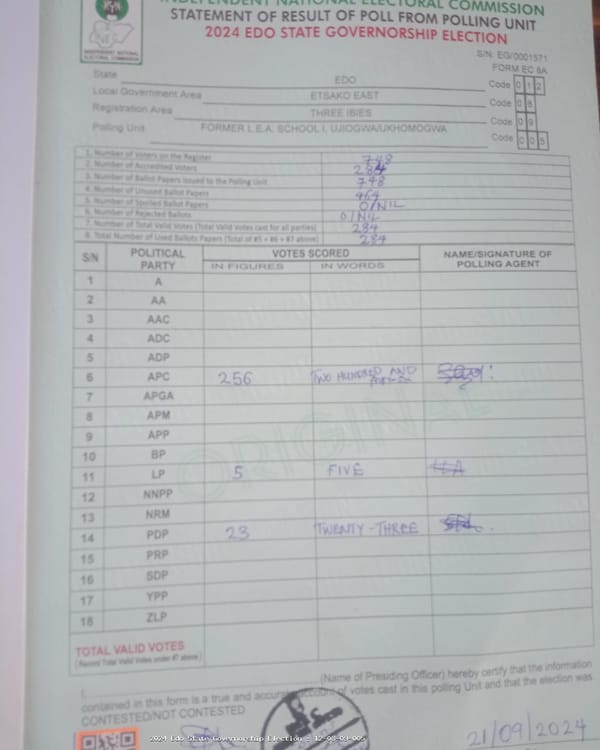 INDEPENDENT NATIONAL ELECTORAL COMMISSION
STATEMENT OF RESULT OF POLL FROM POLLING UNIT
2024 EDO STATE GOVERNORSHIP ELECTION
INDEPENDENT NATIONAL
ELECTORAL COMMISSION
S/N: EG/0001571
FORM EC 8A
State EDO Code 0 1 2
Local Government Area ETSAKO EAST Code 0 8
Registration Area THREE IBIES Code 0 9
Polling Unit FORMER L.E.A. SCHOOL I, UJIOGWA/UKHOMOGWA Code 0 0 5
1. Number of Voters on the Register 748
2. Number of Accredited Voters 284
3. Number of Ballot Papers Issued to the Polling Unit 748
4. Number of Unused Ballot Papers 464
5. Number of Spoiled Ballot Papers 0/NIL
6. Number of Rejected Ballots 0/NIL
7. Number of Total Valid Votes (Total Valid Votes cast for all parties) 284
8. Total Number of Used Ballots Papers (Total of #5 + #6 + #7 above) 284
S/N POLITICAL PARTY VOTES SCORED NAME/SIGNATURE OF POLLING AGENT
IN FIGURES IN WORDS
1 A
2 AA
3 AAC
4 ADC
5 ADP
6 APC 256 TWO HUNDRED AND
7 APGA
8 APM
9 APP
10 BP
11 LP 5 FIVE
12 NNPP
13 NRM
14 PDP 23 TWENTY-THREE
15 PRP
16 SDP
17 YPP
18 ZLP
ORIGINAL
TOTAL VALID VOTES
(Record Total Valid Votes under #7 above)
I, (Name of Presiding Officer) hereby certify that the information
contained in this form is a true and accurate account of votes cast in this polling Unit and that the election was
CONTESTED/NOT CONTESTED
21/09/2024
2024 Edo State Governorship Election - 12-08-09-005